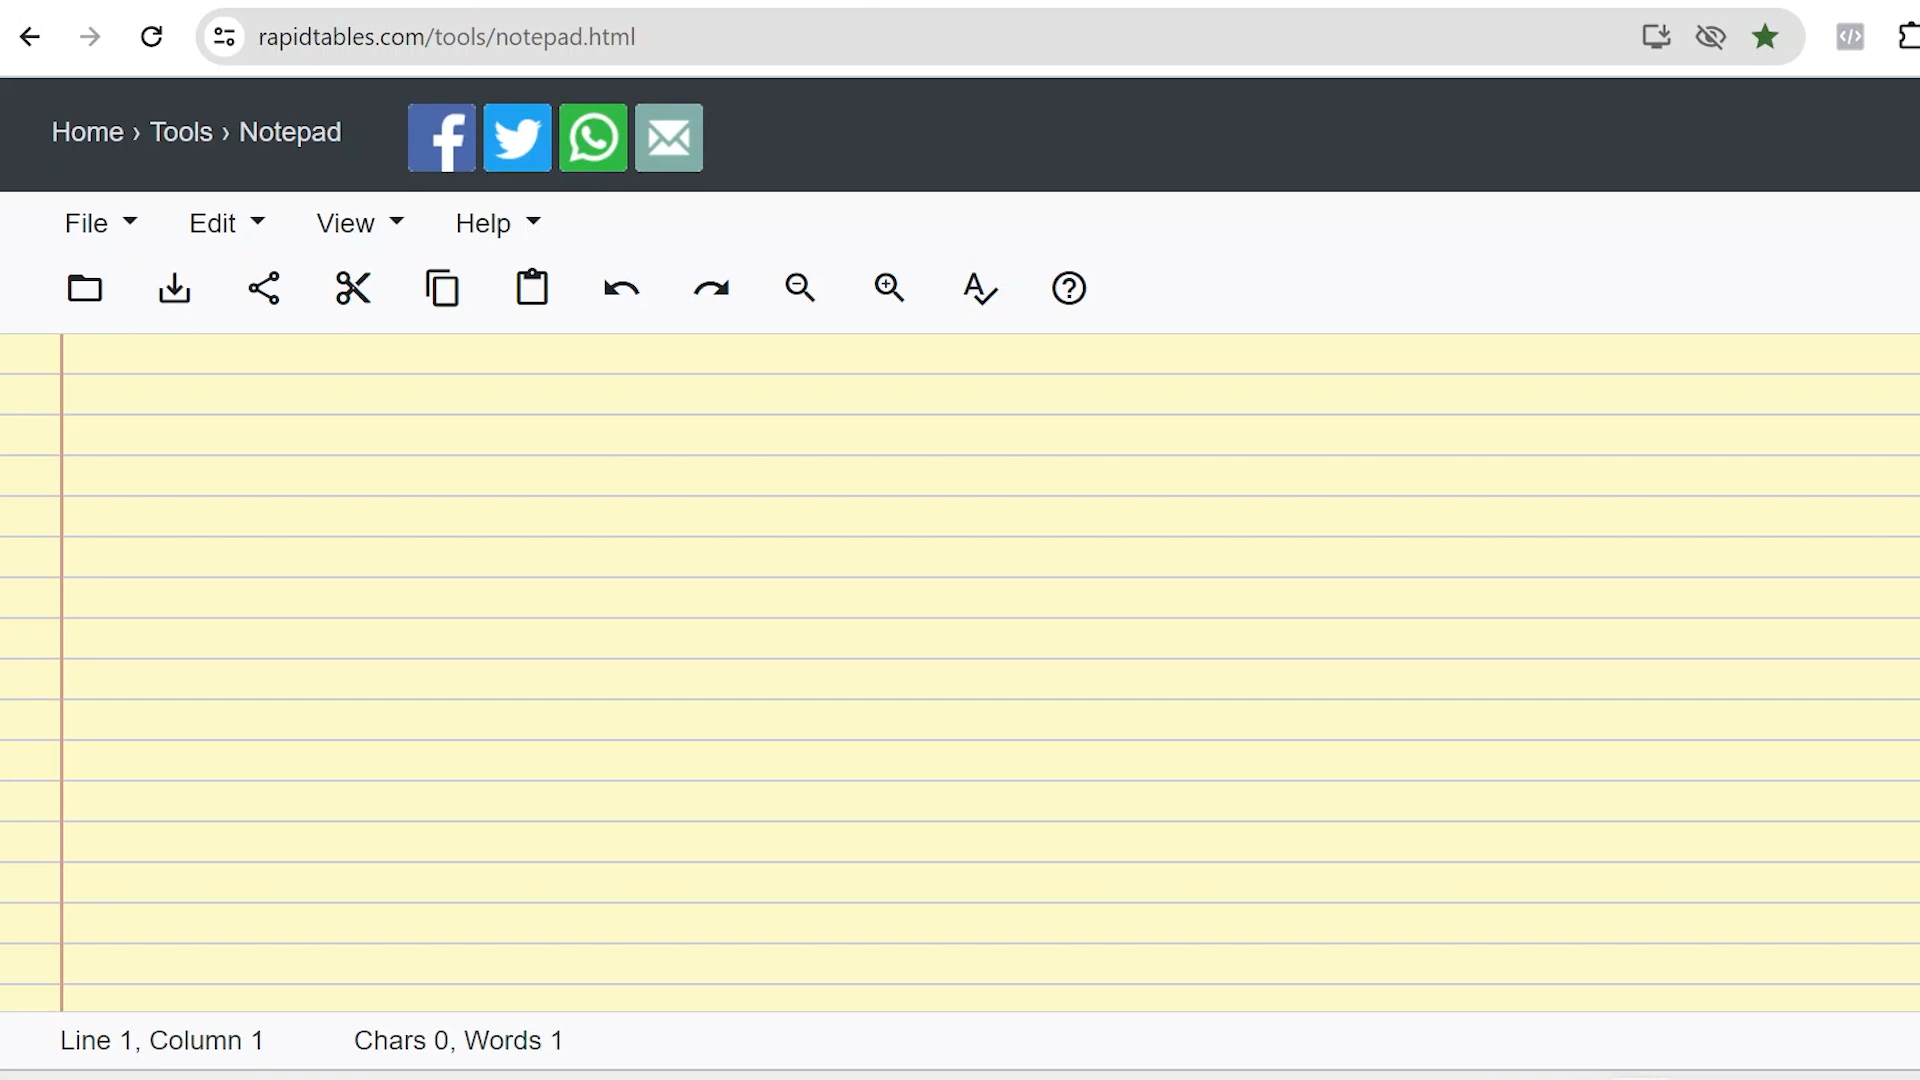 rapidtables.com/tools/notepad.html
Home › Tools › Notepad
File Edit View Help
Line 1, Column 1 Chars 0, Words 1